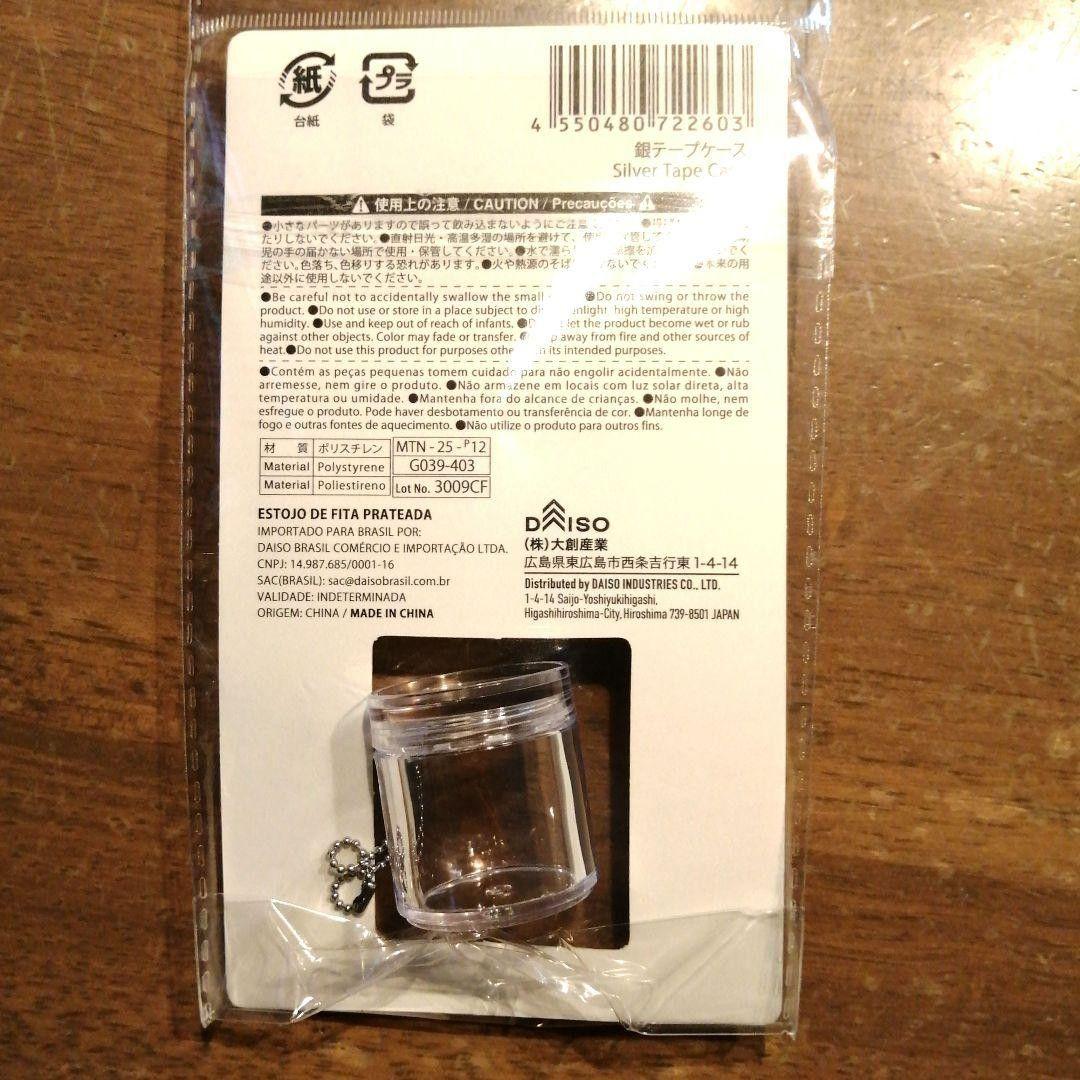 紙
プラ
台紙
袋
4 550480 722603
銀テープケース
Silver Tape
使用上の注意 / CAUTION / Precauções
●小さなパーツがありますので誤って飲み込まないようにご注意
たりしないでください。●直射日光・高温多湿の場所を避けて、
児の手の届かない場所で使用・保管してください。●水で濡ら
ださい。色落ち、色移りする恐れがあります。●火や熱源のそば ●本来の用
途以外に使用しないでください。
●Be careful not to accidentally swallow the small ●Do not swing or throw the
product. ●Do not use or store in a place subject to high temperature or high
humidity. ●Use and keep out of reach of infants. let the product become wet or rub
against other objects. Color may fade or transfer. away from fire and other sources of
heat.●Do not use this product for purposes its intended purposes.
●Contém as peças pequenas tomem cuidado para não engolir acidentalmente. ●Não
arremesse, nem gire o produto. ●Não armazene em locais com luz solar direta, alta
temperatura ou umidade. ●Mantenha fora do alcance de crianças. ●Não molhe, nem
esfregue o produto. Pode haver desbotamento ou transferência de cor. ●Mantenha longe de
fogo e outras fontes de aquecimento. ●Não utilize o produto para outros fins.
材 質 ポリスチレン MTN - 25 - P12
Material Polystyrene G039-403
Material Poliestireno Lot No. 3009CF
ESTOJO DE FITA PRATEADA
IMPORTADO PARA BRASIL POR:
DAISO BRASIL COMÉRCIO E IMPORTAÇÃO LTDA.
CNPJ: 14.987.685/0001-16
SAC(BRASIL): sac@daisobrasil.com.br
VALIDADE: INDETERMINADA
ORIGEM: CHINA / MADE IN CHINA
DAISO
(株)大創産業
広島県東広島市西条吉行東 1-4-14
Distributed by DAISO INDUSTRIES CO., LTD.
1-4-14 Saijo-Yoshiyukihigashi,
Higashihiroshima-City, Hiroshima 739-8501 JAPAN